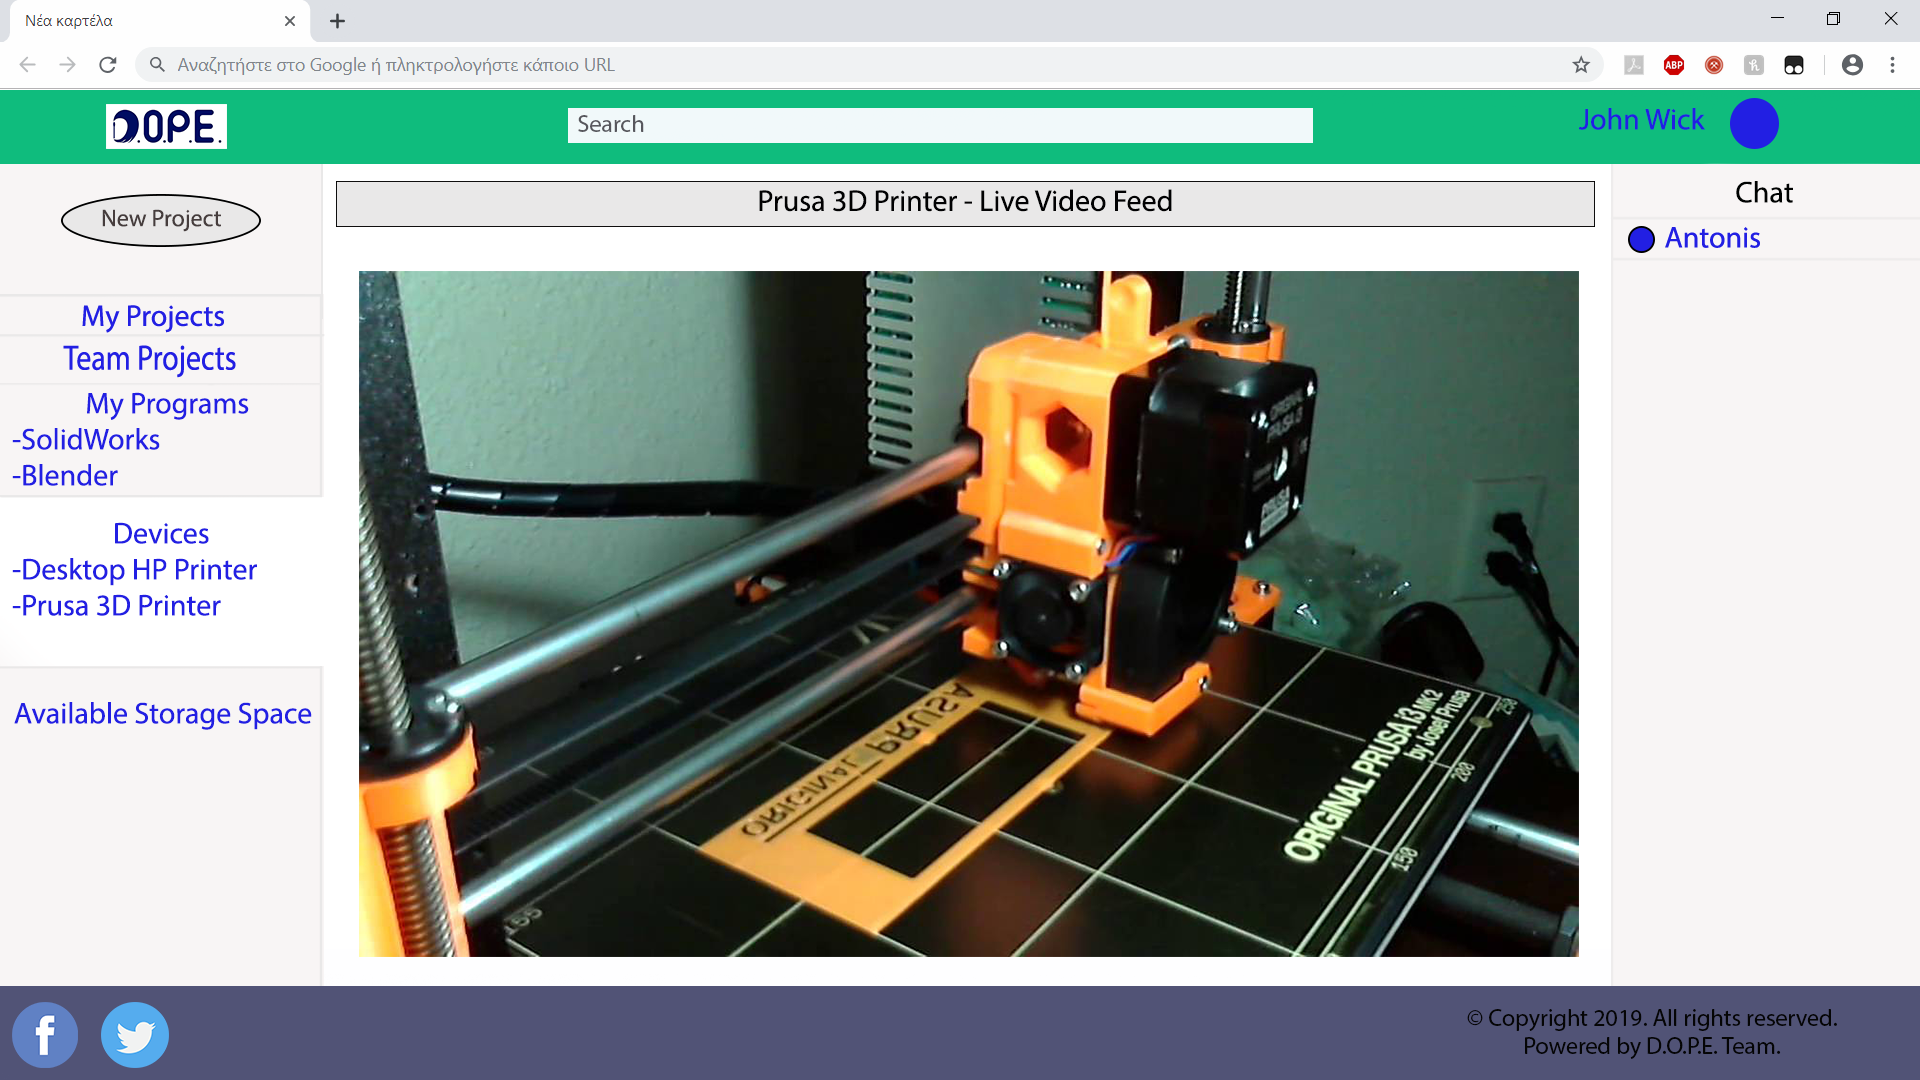 Νέα καρτέλα
Αναζητήστε στο Google ή πληκτρολογήστε κάποιο URL
ABP
D.O.P.E.
Search
John Wick
New Project
My Projects
Team Projects
My Programs
-SolidWorks
-Blender
Devices
-Desktop HP Printer
-Prusa 3D Printer
Available Storage Space
Prusa 3D Printer - Live Video Feed
ORIGINAL
PRUSA i3
PRUSA
ORIGINAL PRUSA
ORIGINAL PRUSA i3 MK2
by Josef Prusa
250
200
150
Chat
Antonis
© Copyright 2019. All rights reserved.
Powered by D.O.P.E. Team.